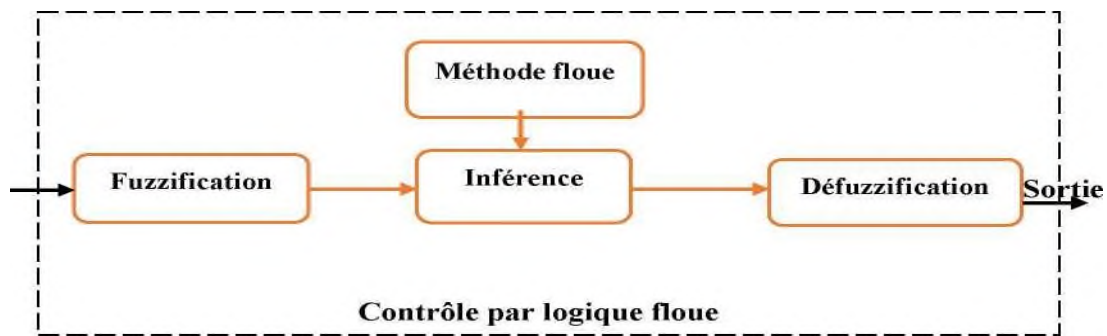 Méthode floue
Fuzzification
Inférence
Défuzzification
Sortie
Contrôle par logique floue